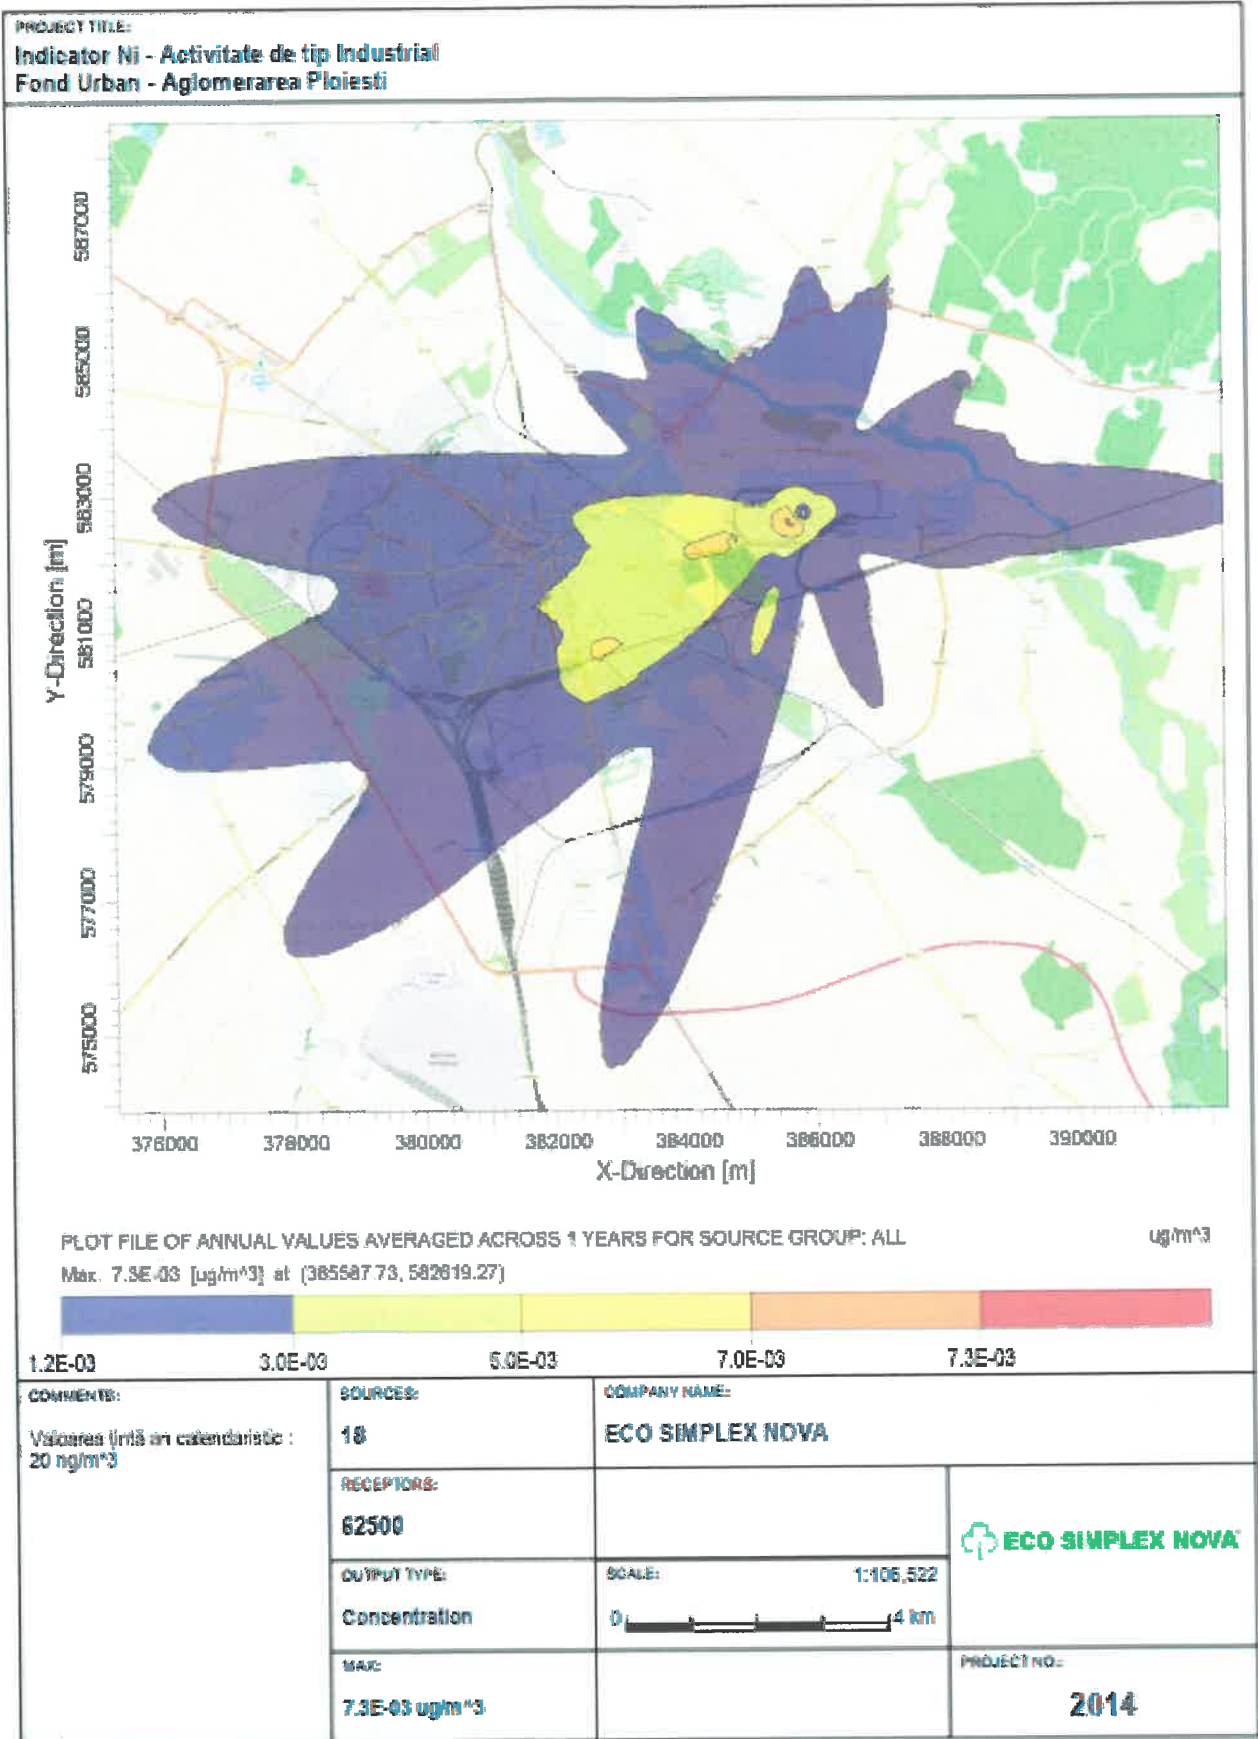 PROJECT TITLE:
Indicator Ni - Activitate de tip Industrial
Fond Urban - Aglomerarea Ploiesti
587000
585000
583000
581000
579000
577000
575000
Y-Direction [m]
376000 378000 380000 382000 384000 386000 388000 390000
X-Direction [m]
PLOT FILE OF ANNUAL VALUES AVERAGED ACROSS 1 YEARS FOR SOURCE GROUP: ALL
ug/m^3
Max. 7.3E-03 [ug/m^3] at (385587.73, 582819.27)
1.2E-03 3.0E-03 5.0E-03 7.0E-03 7.3E-03
COMMENTS:
Valoarea țintă an calendaristic :
20 ng/m^3
SOURCES:
18
COMPANY NAME:
ECO SIMPLEX NOVA
RECEPTORS:
62500
OUTPUT TYPE:
Concentration
SCALE: 1:106,522
0 4 km
MAX:
7.3E-03 ug/m^3
ECO SIMPLEX NOVA
PROJECT NO.:
2014